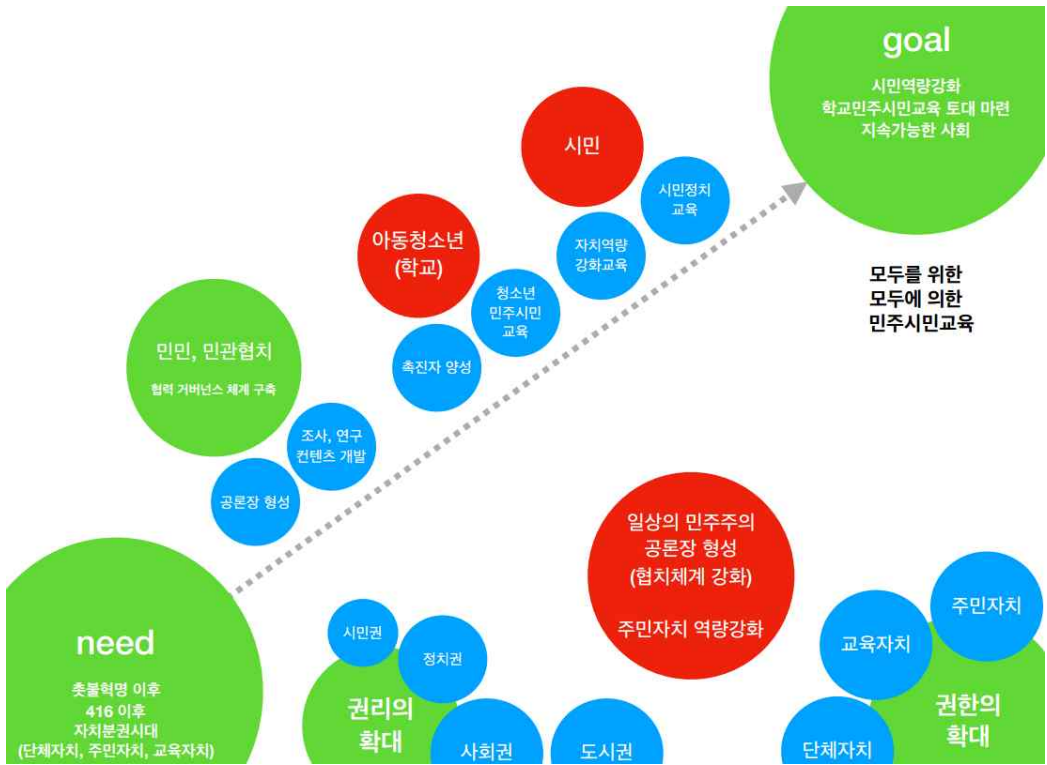 goal
시민역량강화
학교민주시민교육 토대 마련
지속가능한 사회
시민
시민정치
교육
자치역량
강화교육
아동청소년
(학교)
청소년
민주시민
교육
촉진자 양성
모두를 위한
모두에 의한
민주시민교육
민민, 민관협치
협력 거버넌스 체계 구축
조사, 연구
컨텐츠 개발
공론장 형성
need
촛불혁명 이후
416 이후
자치분권시대
(단체자치, 주민자치, 교육자치)
시민권
정치권
권리의
확대
사회권
도시권
일상의 민주주의
공론장 형성
(협치체계 강화)
주민자치 역량강화
주민자치
교육자치
권한의
확대
단체자치